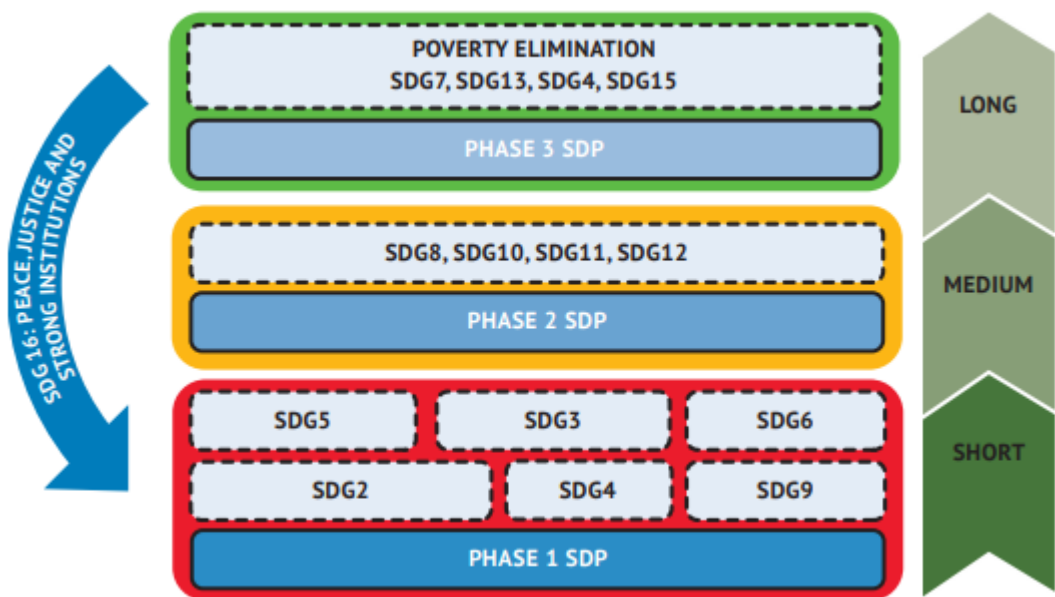 POVERTY ELIMINATION
SDG7, SDG13, SDG4, SDG15
PHASE 3 SDP
SDG8, SDG10, SDG11, SDG12
PHASE 2 SDP
SDG5
SDG3
SDG6
SDG2
SDG4
SDG9
PHASE 1 SDP
SDG 16: PEACE,JUSTICE AND
STRONG INSTITUTIONS
LONG
MEDIUM
SHORT